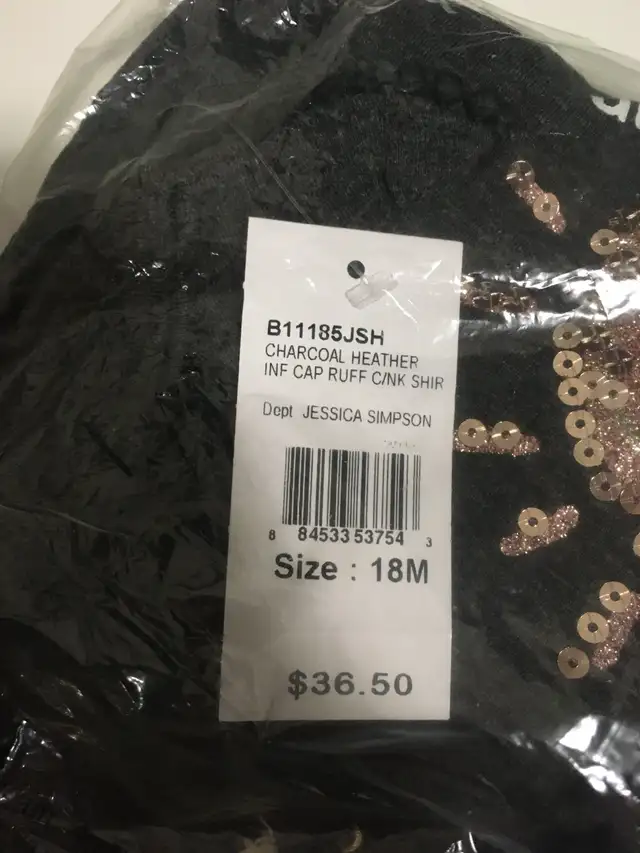 B11185JSH
CHARCOAL HEATHER
INF CAP RUFF C/NK SHIR
Dept JESSICA SIMPSON
8 84533 53754 3
Size : 18M
$36.50